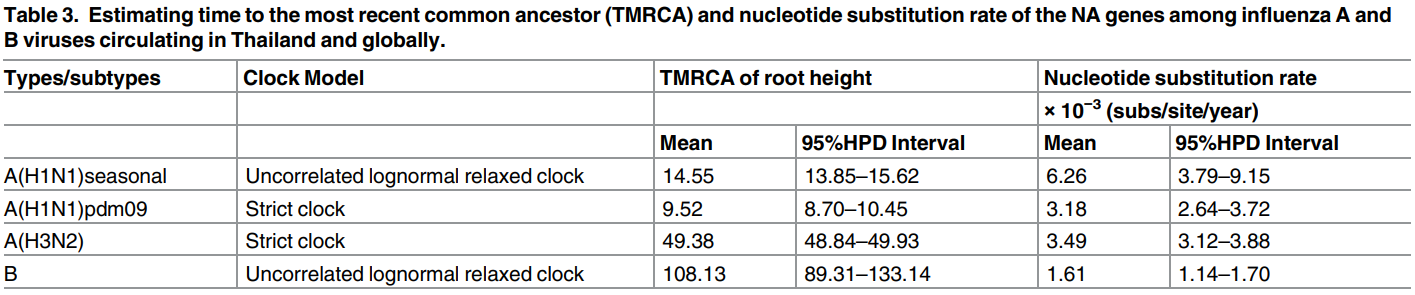 Table 3. Estimating time to the most recent common ancestor (TMRCA) and nucleotide substitution rate of the NA genes among influenza A and
B viruses circulating in Thailand and globally.
Types/subtypes Clock Model TMRCA of root height Nucleotide substitution rate
× 10⁻³ (subs/site/year)
Mean 95%HPD Interval Mean 95%HPD Interval
A(H1N1)seasonal Uncorrelated lognormal relaxed clock 14.55 13.85–15.62 6.26 3.79–9.15
A(H1N1)pdm09 Strict clock 9.52 8.70–10.45 3.18 2.64–3.72
A(H3N2) Strict clock 49.38 48.84–49.93 3.49 3.12–3.88
B Uncorrelated lognormal relaxed clock 108.13 89.31–133.14 1.61 1.14–1.70